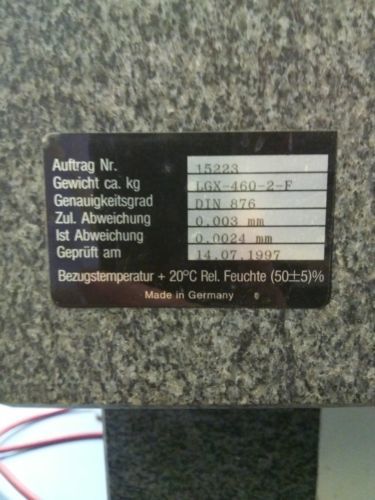 Auftrag Nr. 15223
Gewicht ca. kg LGX-460-2-F
Genauigkeitsgrad DIN 876
Zul. Abweichung 0.003 mm
Ist Abweichung 0.0024 mm
Geprüft am 14.07.1997
Bezugstemperatur + 20°C Rel. Feuchte (50±5)%
Made in Germany